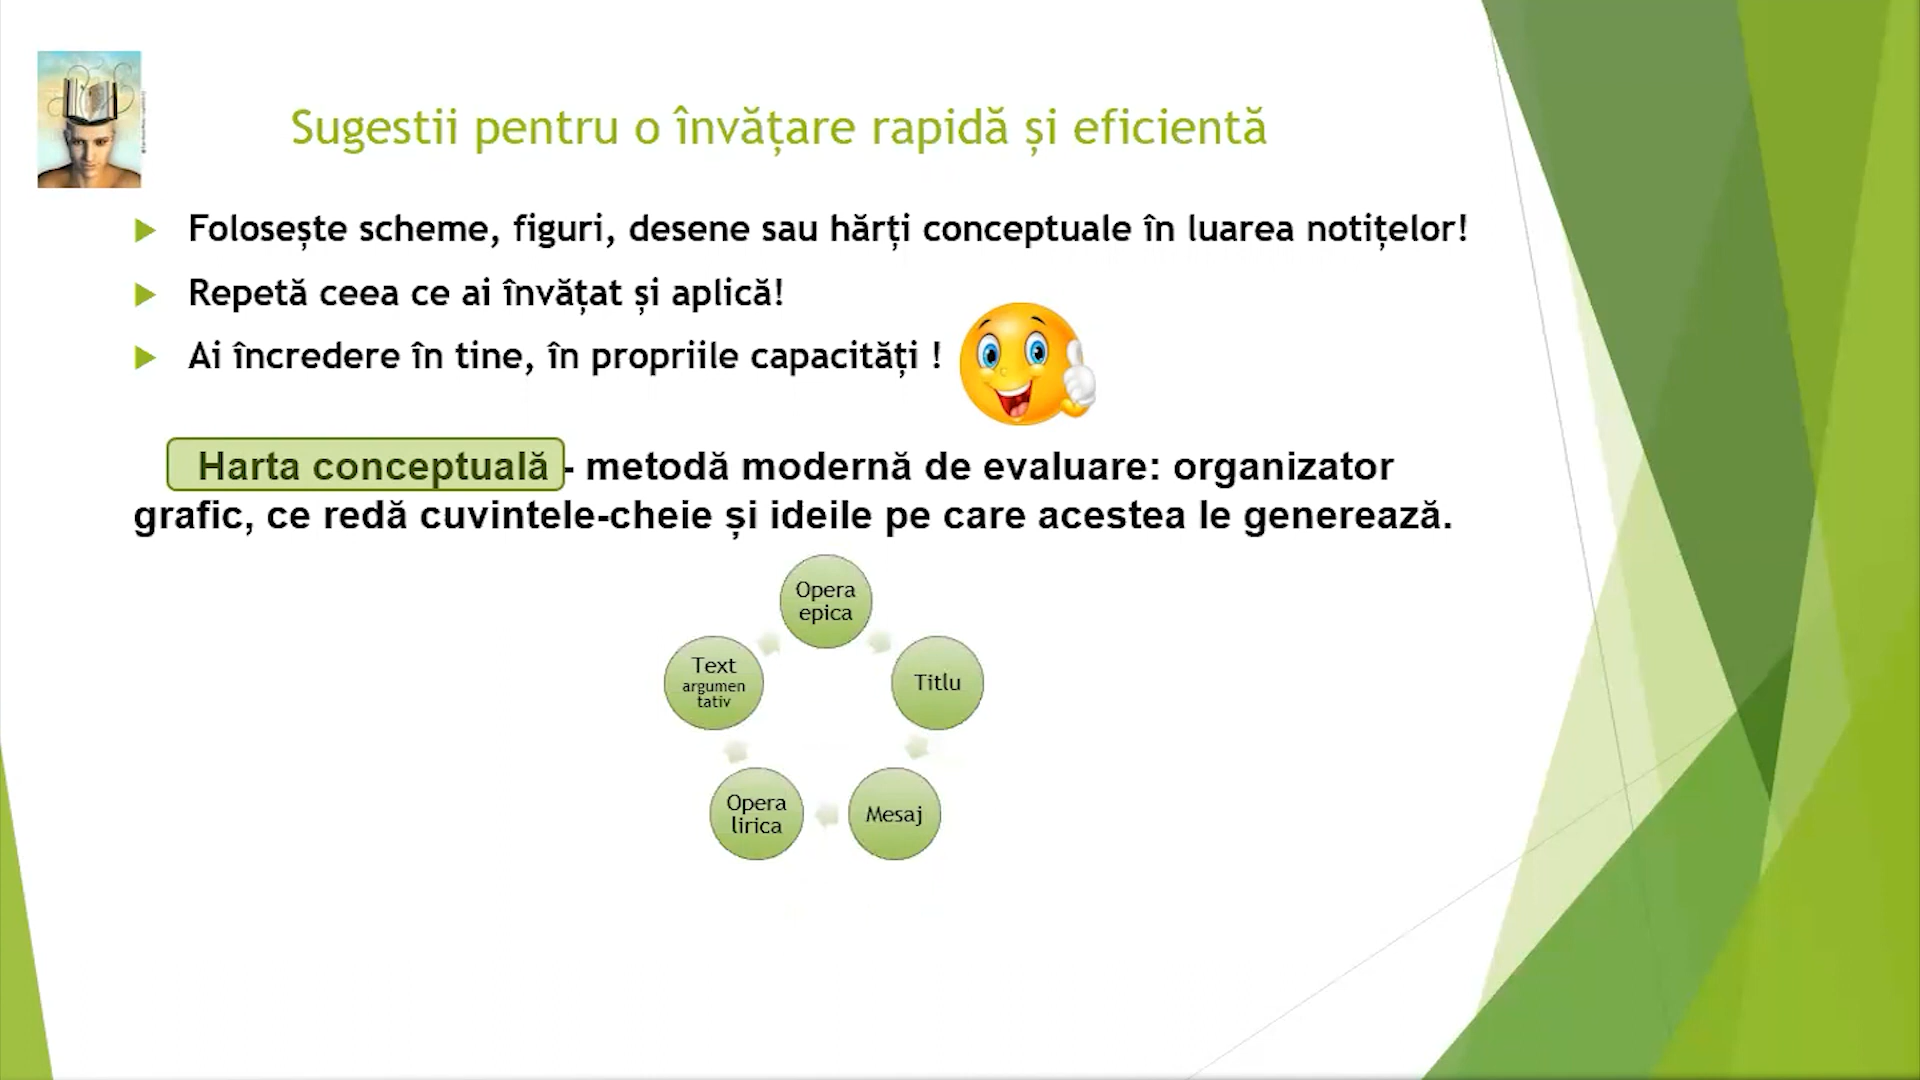 Sugestii pentru o învățare rapidă și eficientă
Folosește scheme, figuri, desene sau hărți conceptuale în luarea notițelor!
Repetă ceea ce ai învățat și aplică!
Ai încredere în tine, în propriile capacități !
Harta conceptuală - metodă modernă de evaluare: organizator
grafic, ce redă cuvintele-cheie și ideile pe care acestea le generează.
Opera
epica
Titlu
Mesaj
Opera
lirica
Text
argumen
tativ